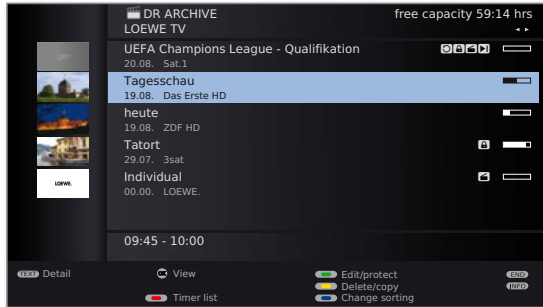 DR ARCHIVE
free capacity 59:14 hrs
LOEWE TV
UEFA Champions League - Qualifikation
20.08. Sat.1
Tagesschau
19.08. Das Erste HD
heute
19.08. ZDF HD
Tatort
29.07. 3sat
Individual
00.00. LOEWE.
LOEWE.
09:45 - 10:00
TEXT Detail
OK View
Edit/protect
END
Delete/copy
INFO
Timer list
Change sorting